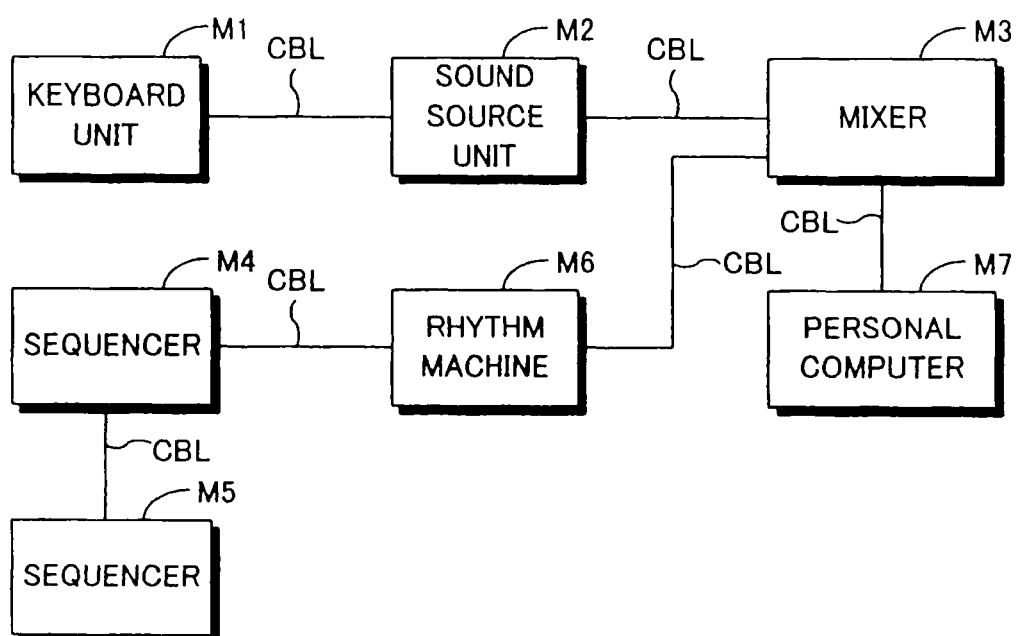 M1
CBL
M2
CBL
M3
KEYBOARD
UNIT
SOUND
SOURCE
UNIT
MIXER
CBL
CBL
M4
CBL
M6
M7
SEQUENCER
RHYTHM
MACHINE
PERSONAL
COMPUTER
CBL
M5
SEQUENCER